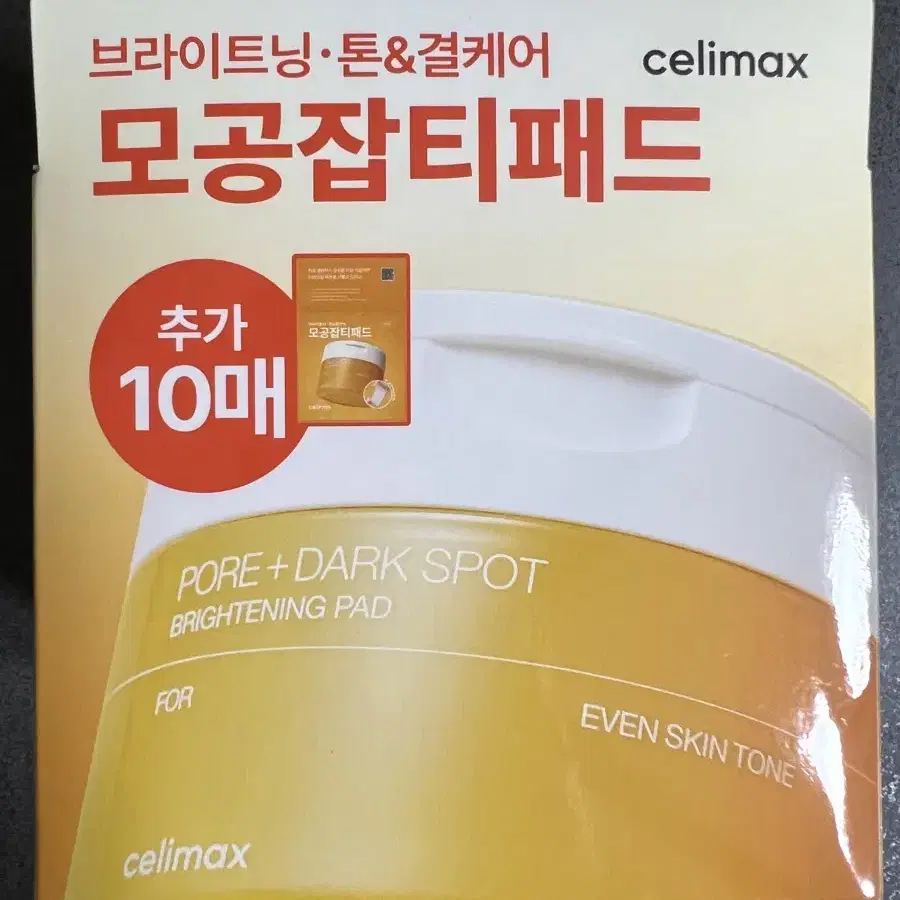 브라이트닝·톤&결케어
celimax
모공잡티패드
추가
10매
모공잡티패드
PORE + DARK SPOT
BRIGHTENING PAD
FOR
EVEN SKIN TONE
celimax